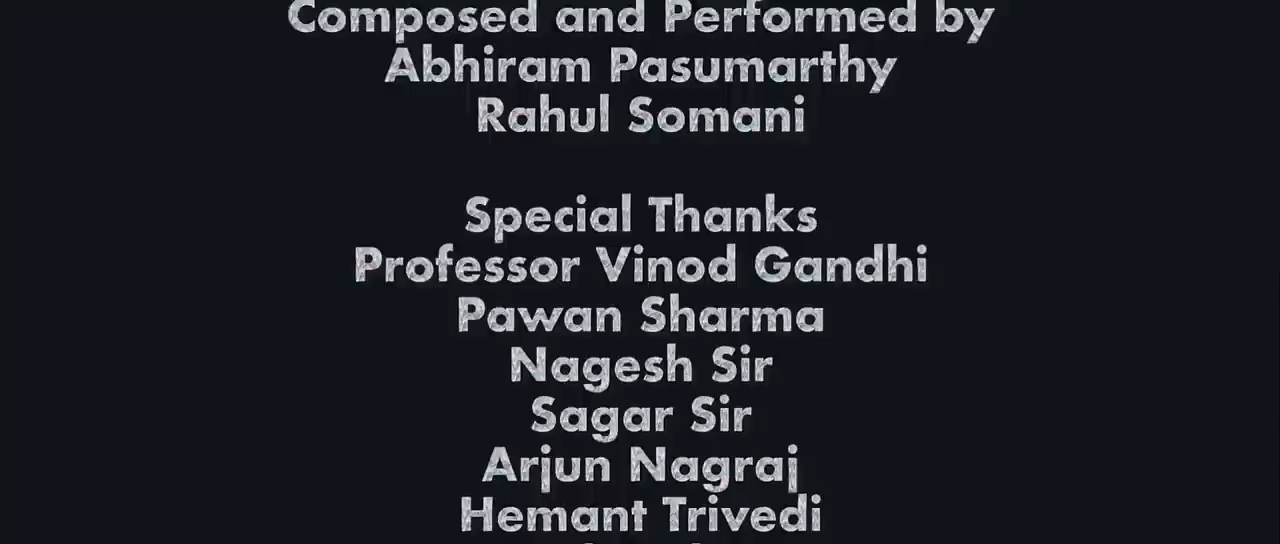 Composed and Performed by
Abhiram Pasumarthy
Rahul Somani
Special Thanks
Professor Vinod Gandhi
Pawan Sharma
Nagesh Sir
Sagar Sir
Arjun Nagraj
Hemant Trivedi